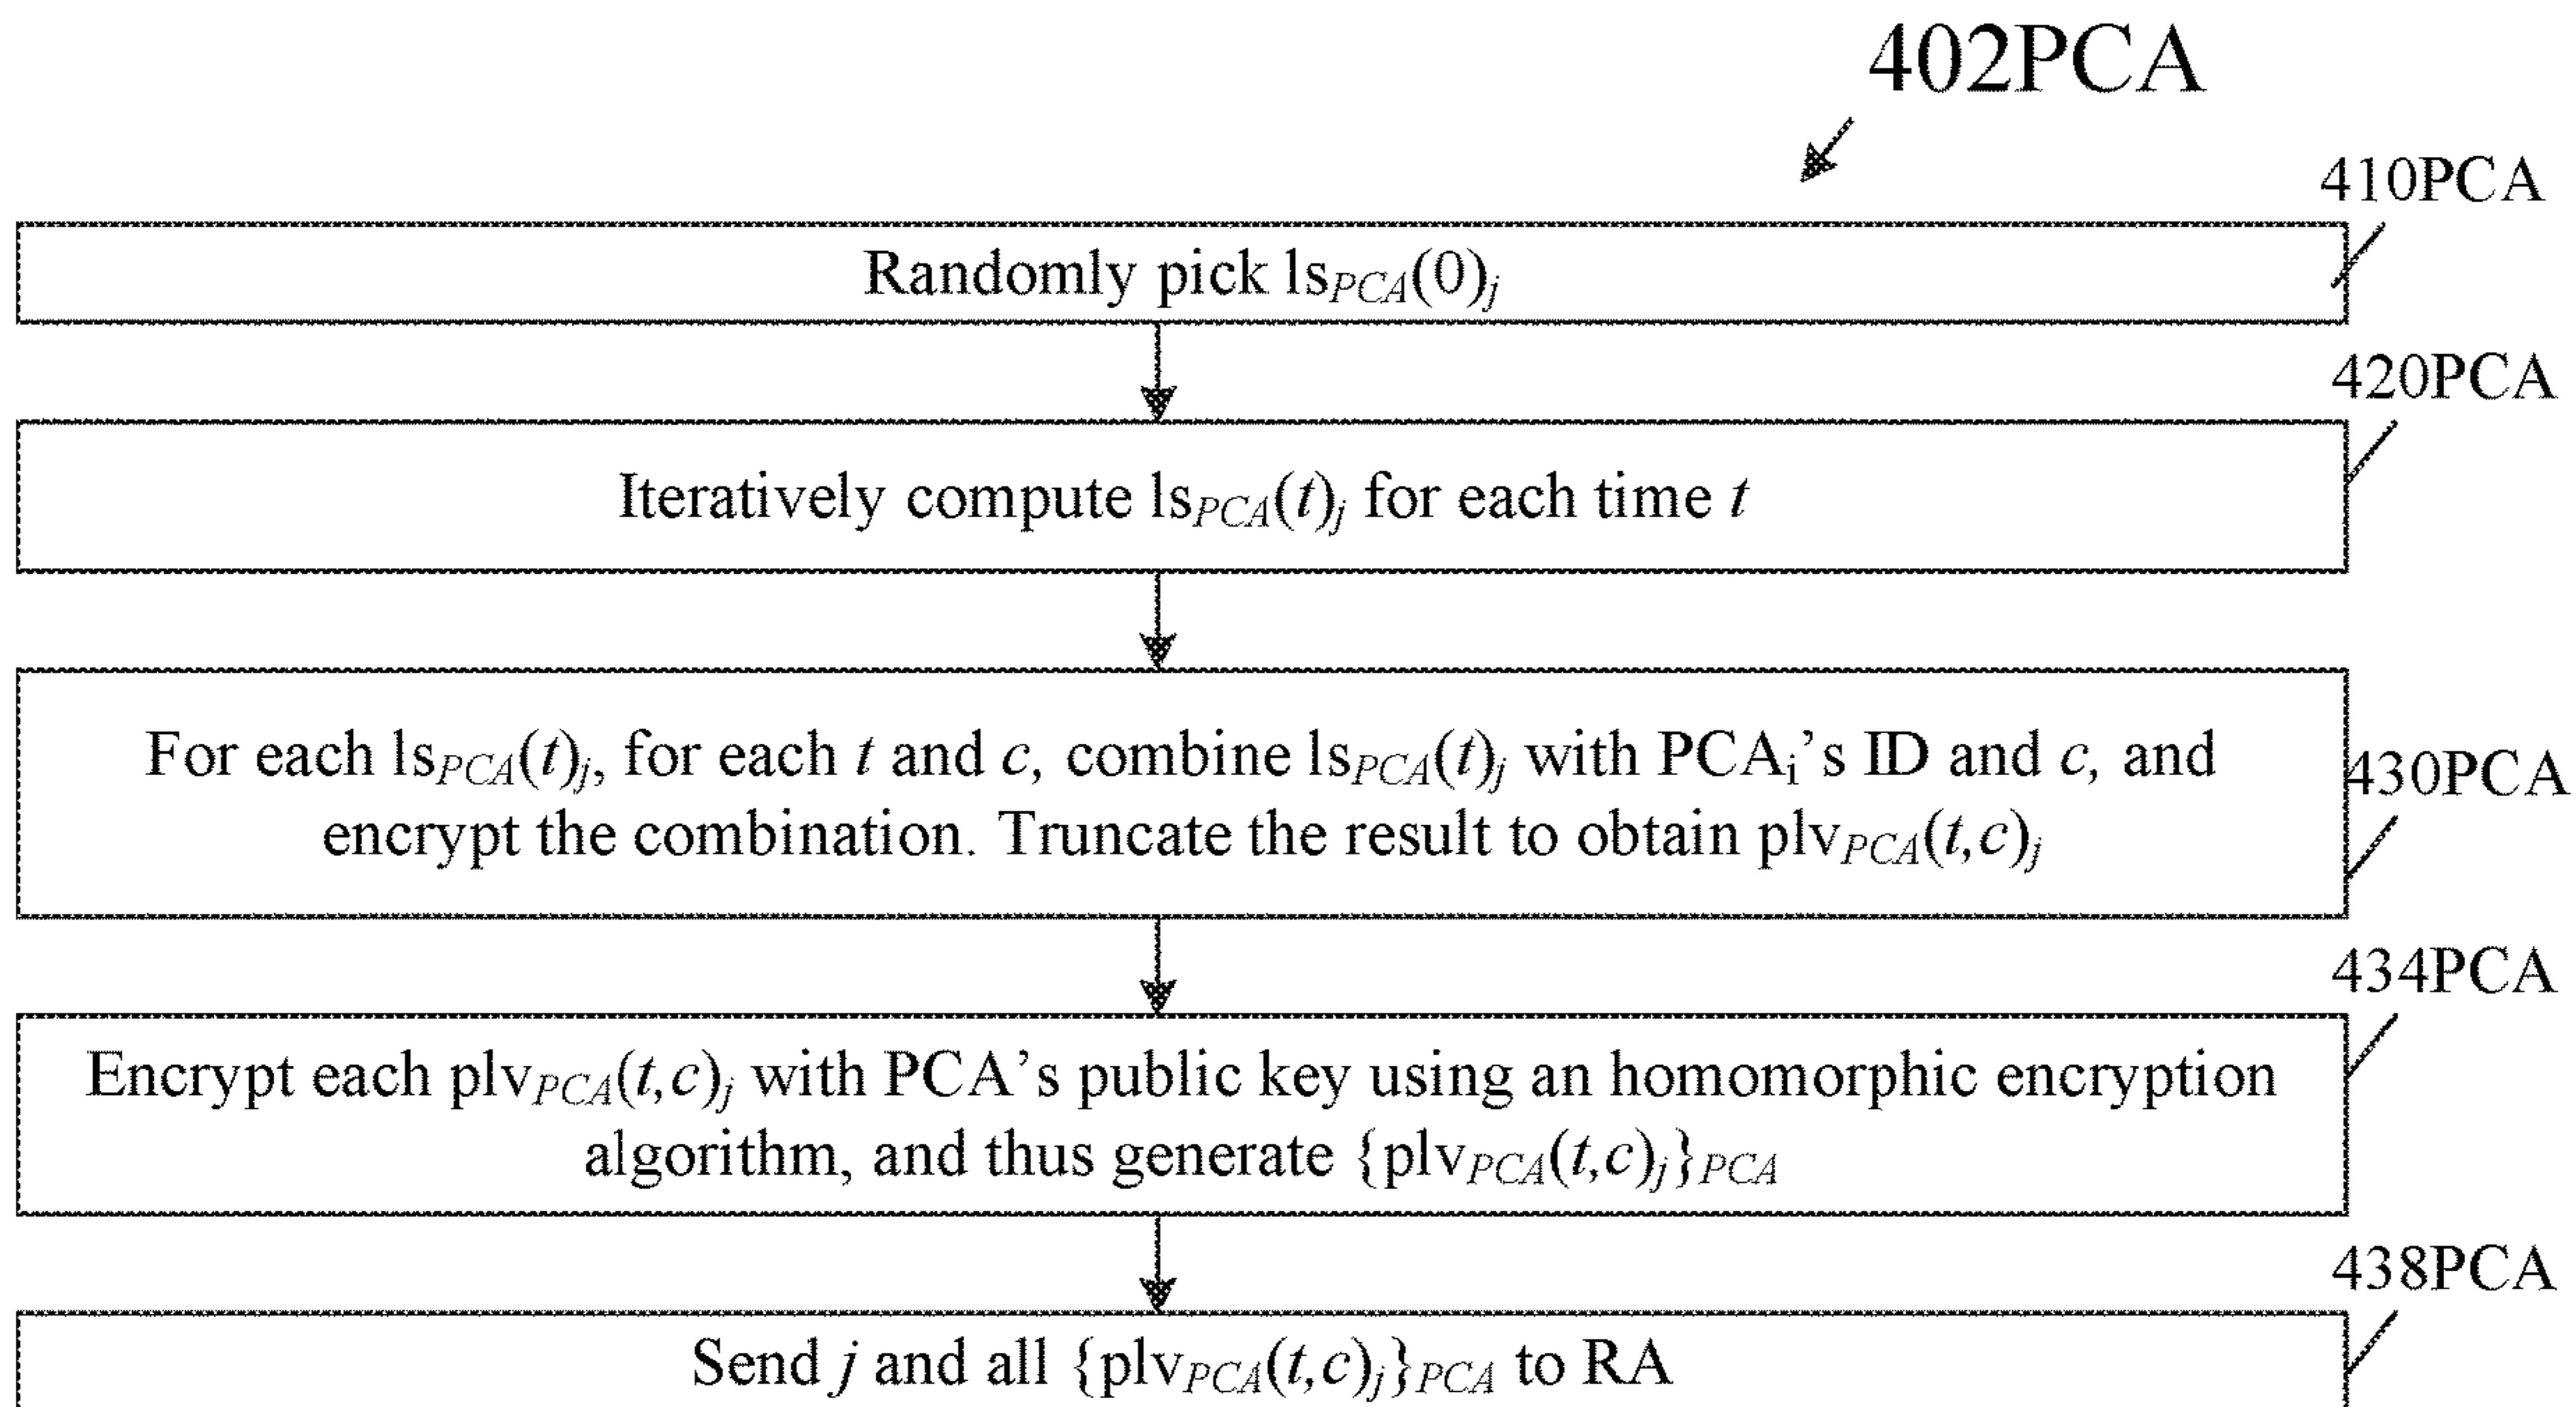 402PCA
410PCA
Randomly pick ls_PCA(0)_j
420PCA
Iteratively compute ls_PCA(t)_j for each time t
For each ls_PCA(t)_j, for each t and c, combine ls_PCA(t)_j with PCA_i's ID and c, and
430PCA
encrypt the combination. Truncate the result to obtain plv_PCA(t,c)_j
434PCA
Encrypt each plv_PCA(t,c)_j with PCA's public key using an homomorphic encryption
algorithm, and thus generate {plv_PCA(t,c)_j}_PCA
438PCA
Send j and all {plv_PCA(t,c)_j}_PCA to RA